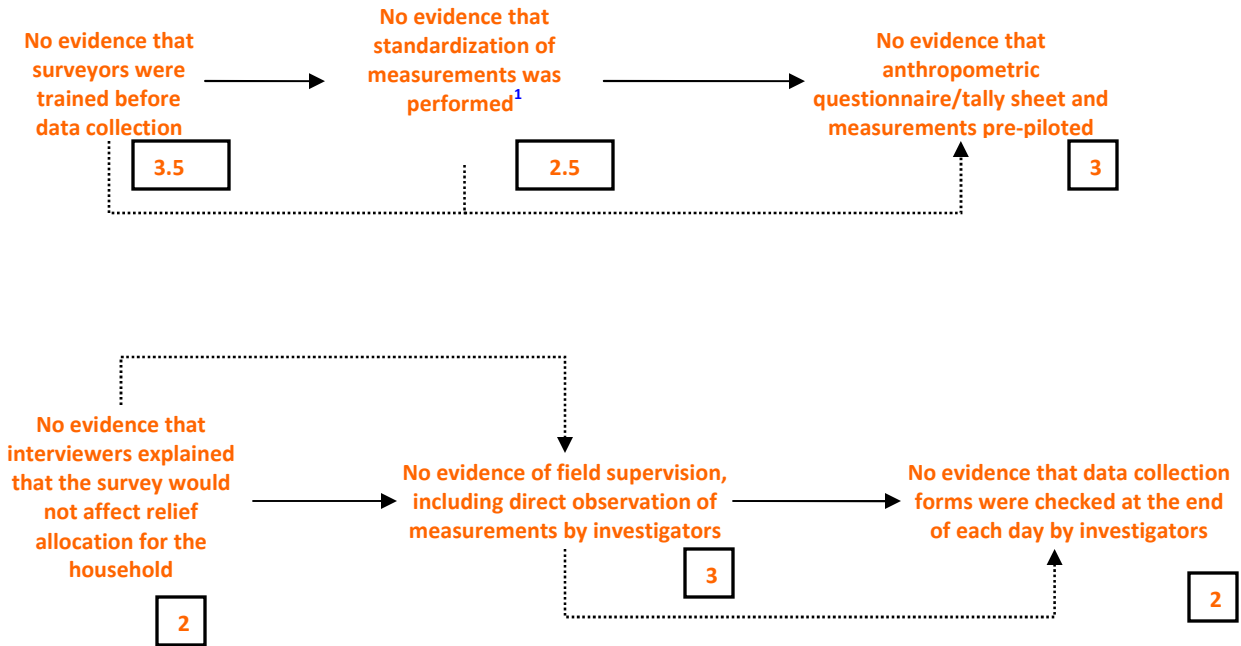 No evidence that
surveyors were
trained before
data collection
3.5
No evidence that
standardization of
measurements was
performed1
2.5
No evidence that
anthropometric
questionnaire/tally sheet and
measurements pre-piloted
3
No evidence that
interviewers explained
that the survey would
not affect relief
allocation for the
household
2
No evidence of field supervision,
including direct observation of
measurements by investigators
3
No evidence that data collection
forms were checked at the end
of each day by investigators
2